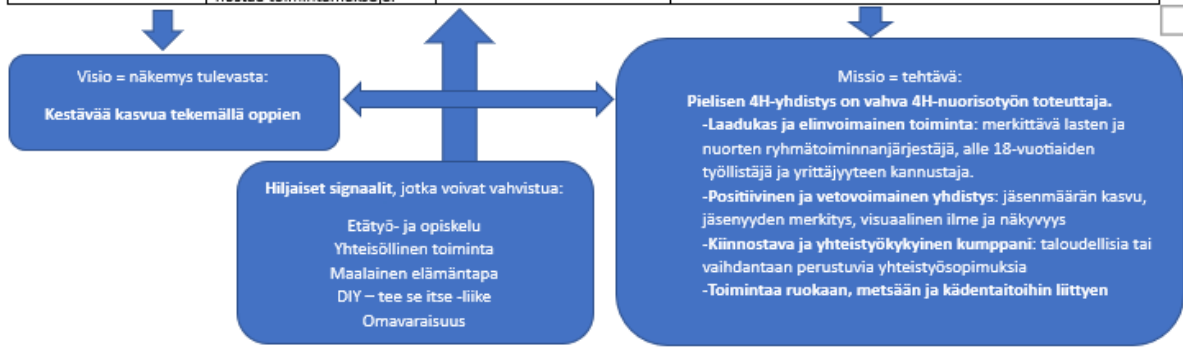 Visio = näkemys tulevasta:
Kestävää kasvua tekemällä oppien
Hiljaiset signaalit, jotka voivat vahvistua:
Etätyö- ja opiskelu
Yhteisöllinen toiminta
Maalainen elämäntapa
DIY – tee se itse -liike
Omavaraisuus
Missio = tehtävä:
Pielisen 4H-yhdistys on vahva 4H-nuorisotyön toteuttaja.
-Laadukas ja elinvoimainen toiminta: merkittävä lasten ja
nuorten ryhmätoiminnanjärjestäjä, alle 18-vuotiaiden
työllistäjä ja yrittäjyyteen kannustaja.
-Positiivinen ja vetovoimainen yhdistys: jäsenmäärän kasvu,
jäsenyyden merkitys, visuaalinen ilme ja näkyvyys
-Kiinnostava ja yhteistyökykyinen kumppani: taloudellisia tai
vaihdantaan perustuvia yhteistyösopimuksia
-Toimintaa ruokaan, metsään ja kädentaitoihin liittyen